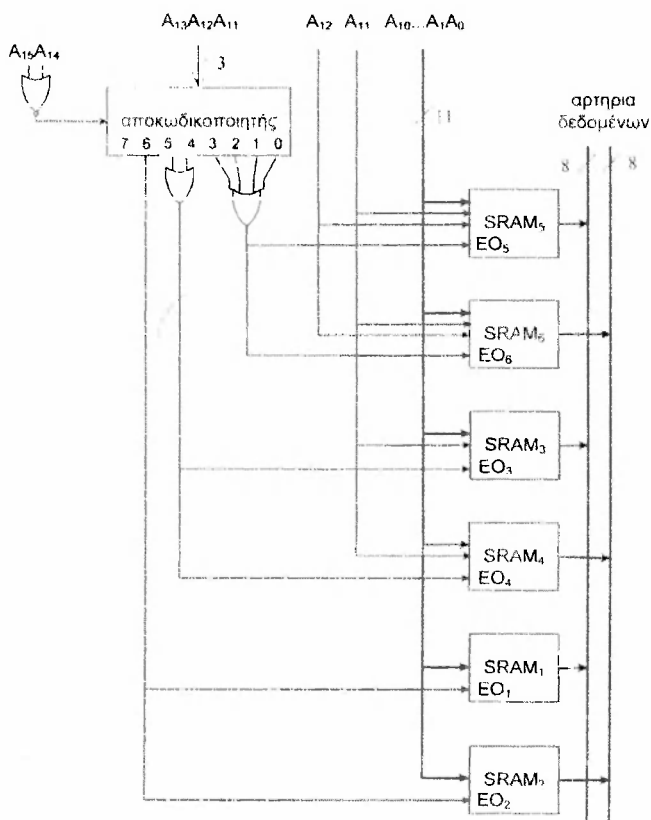 A₁₃A₁₂A₁₁
A₁₂ A₁₁ A₁₀...A₁A₀
A₁₅A₁₄
3
αποκωδικοποιητής
7 6 5 4 3 2 1 0
11
αρτηρια
δεδομένων
8 8
SRAM₅
EO₅
SRAM₆
EO₆
SRAM₃
EO₃
SRAM₄
EO₄
SRAM₁
EO₁
SRAM₂
EO₂